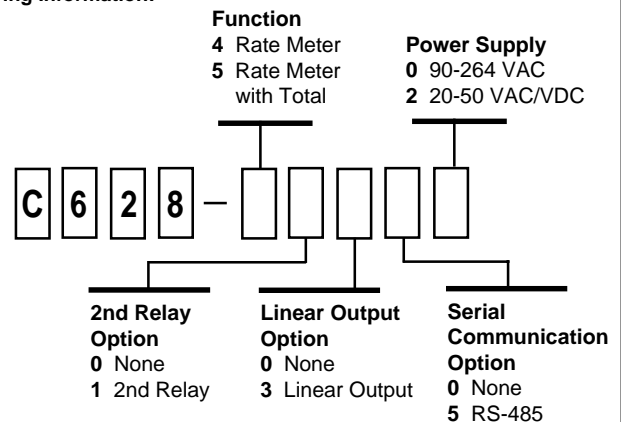 Function
4 Rate Meter
5 Rate Meter
with Total
Power Supply
0 90-264 VAC
2 20-50 VAC/VDC
C 6 2 8 –
2nd Relay
Option
0 None
1 2nd Relay
Linear Output
Option
0 None
3 Linear Output
Serial
Communication
Option
0 None
5 RS-485